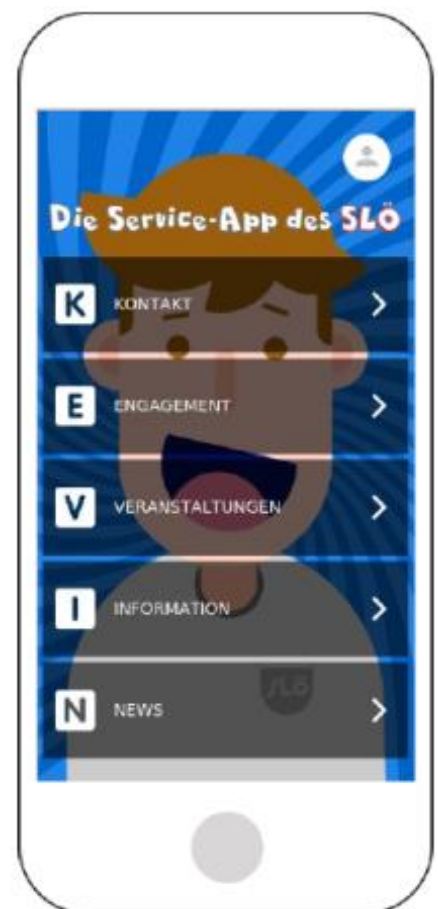 Die Service-App des SLÖ
K KONTAKT
E ENGAGEMENT
V VERANSTALTUNGEN
I INFORMATION
SLÖ
N NEWS